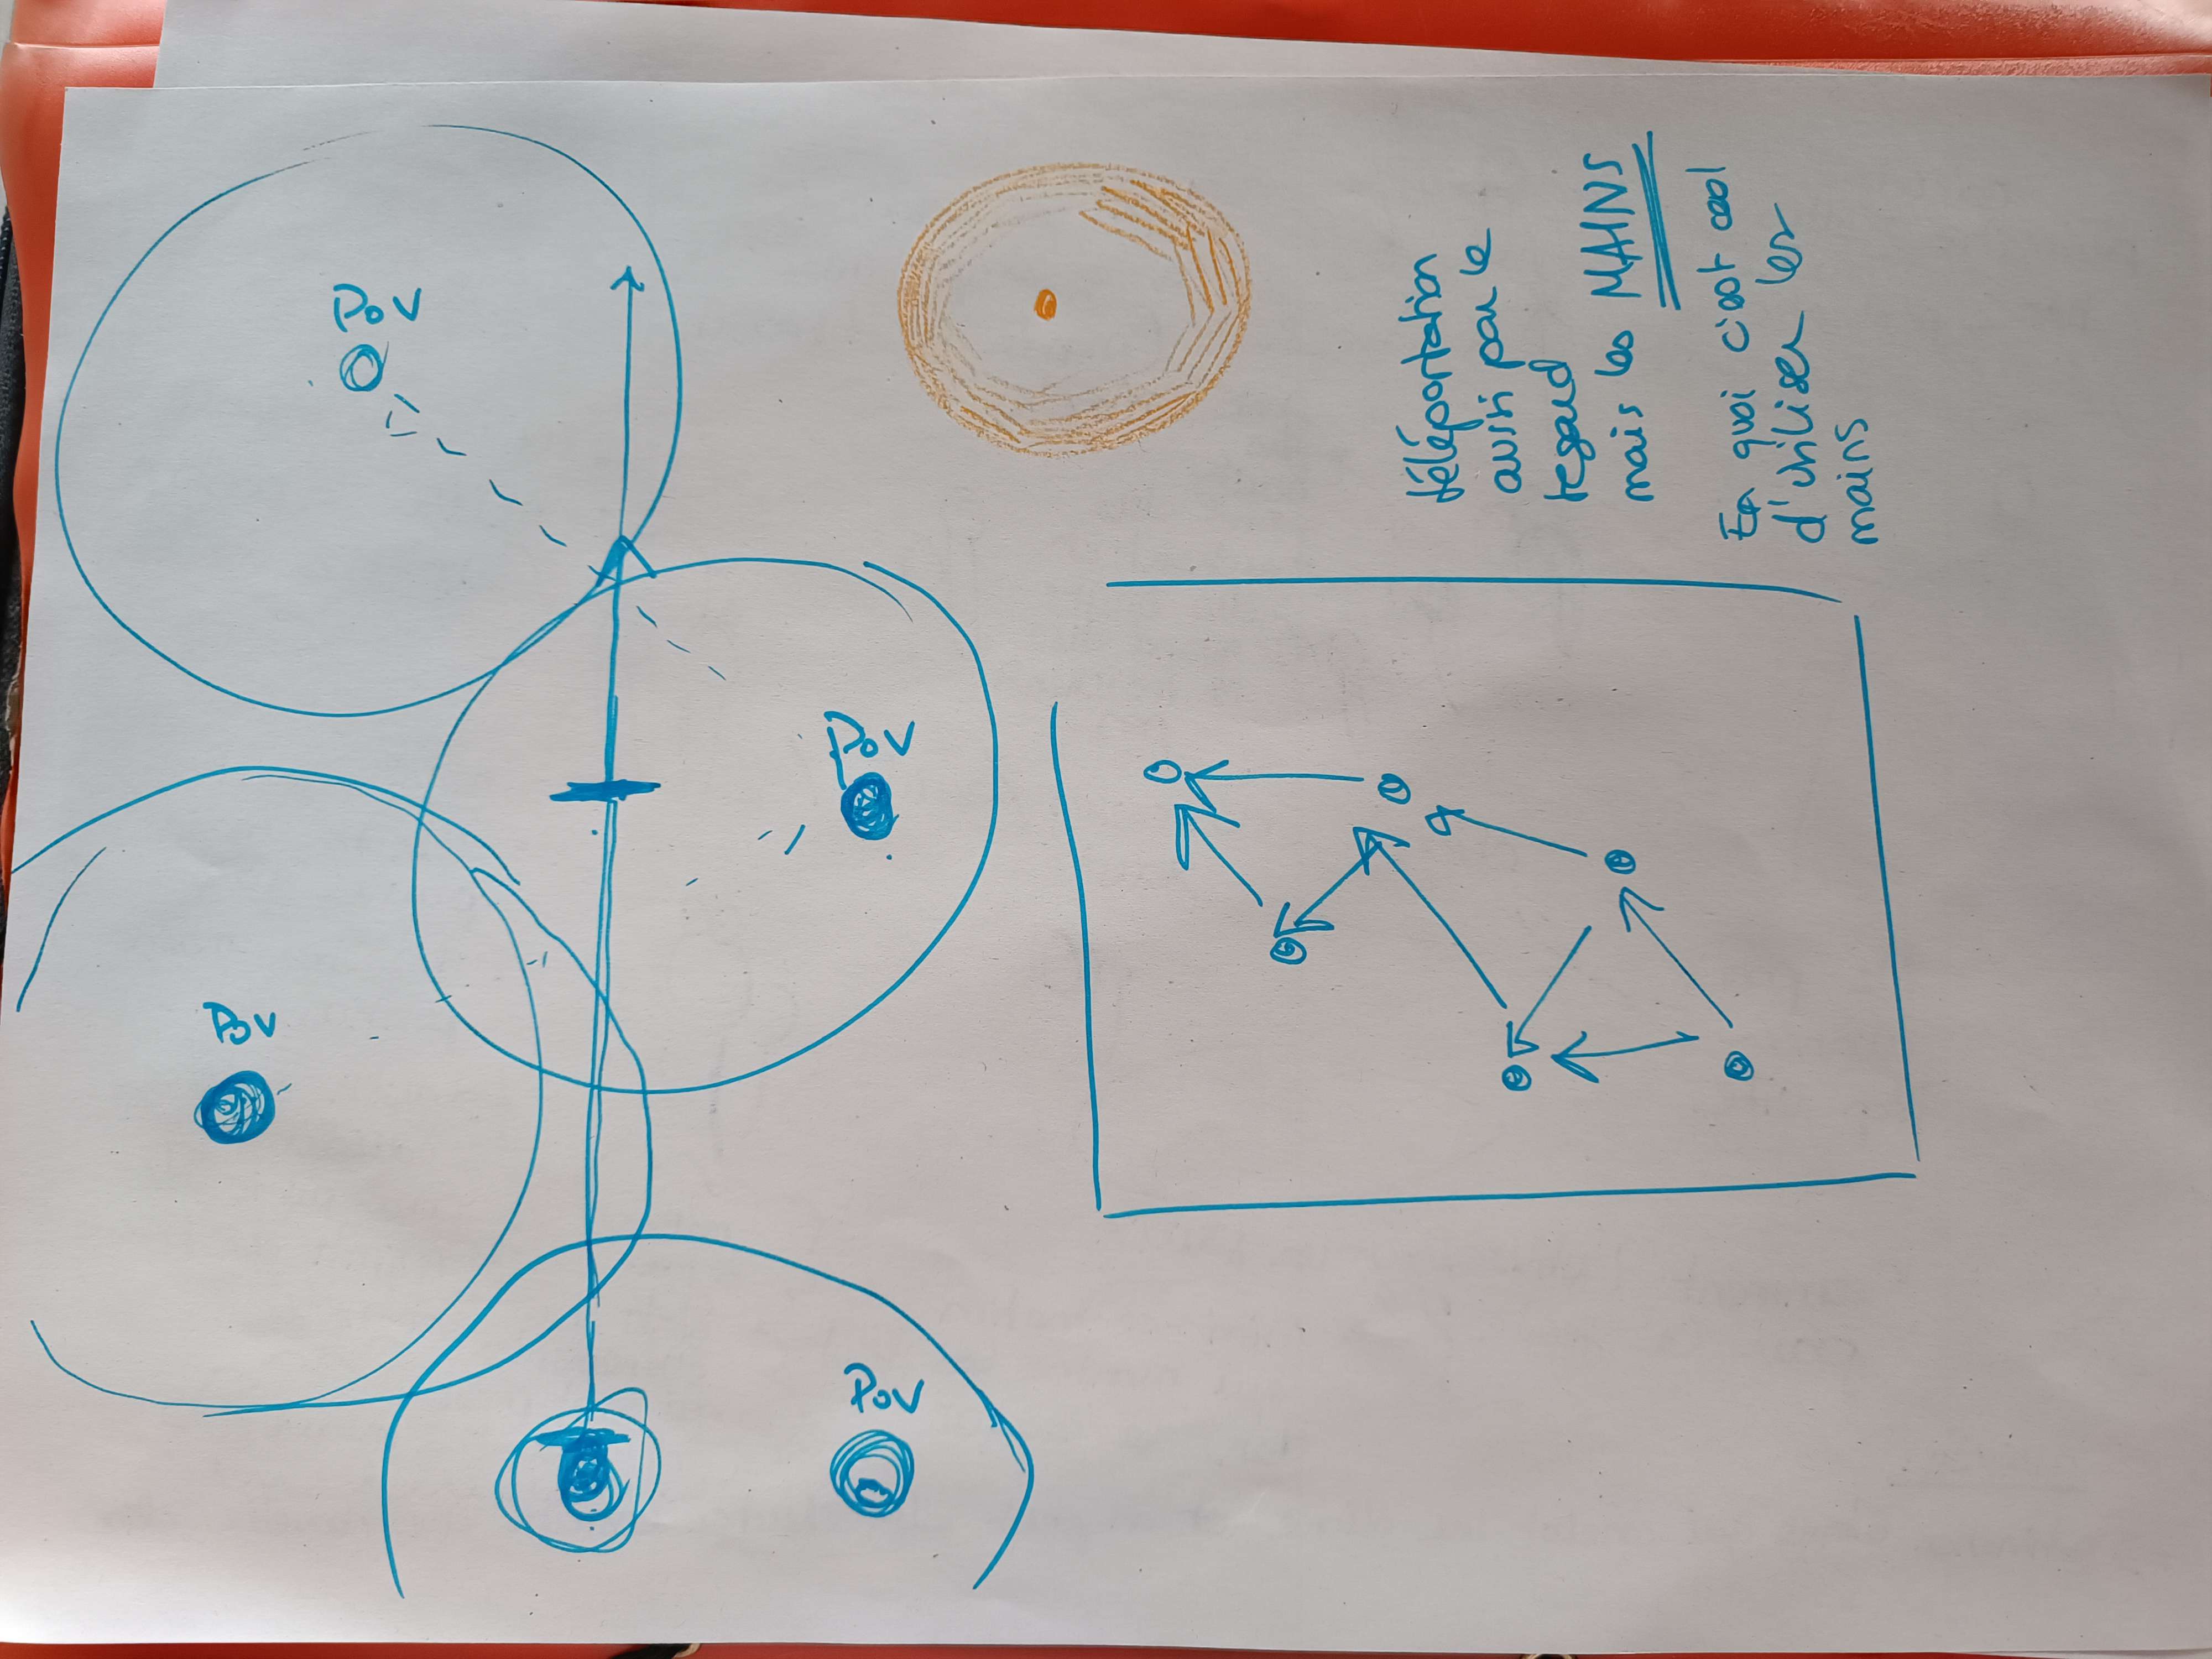 PoV
PoV
PoV
PoV
téléportation
aussi par le
regard
mais les MAINS
En quoi c'est cool
d'utiliser les
mains